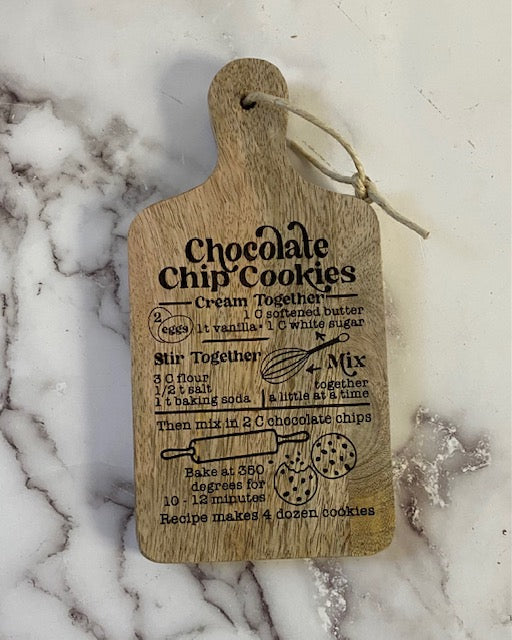 Chocolate
Chip Cookies
Cream Together
1 C softened butter
2 eggs 1t vanilla • 1 C white sugar
Stir Together
Mix
3 C flour
together
1/2 t salt
1 t baking soda
a little at a time
Then mix in 2 C chocolate chips
Bake at 350
degrees for
10 - 12 minutes
Recipe makes 4 dozen cookies